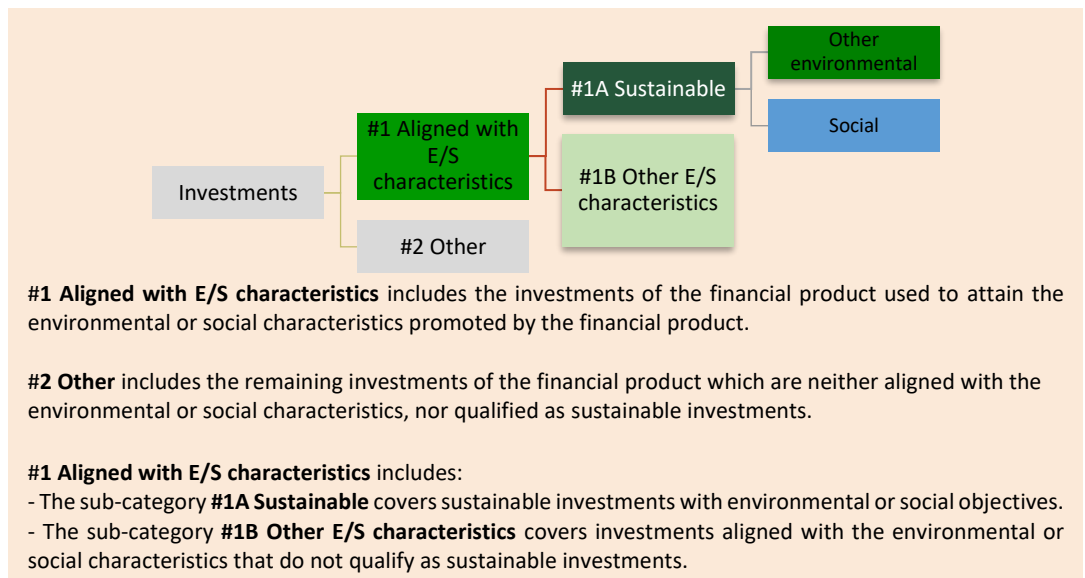 Other
environmental
#1A Sustainable
#1 Aligned with
E/S
characteristics
Social
#1B Other E/S
characteristics
Investments
#2 Other
#1 Aligned with E/S characteristics includes the investments of the financial product used to attain the
environmental or social characteristics promoted by the financial product.
#2 Other includes the remaining investments of the financial product which are neither aligned with the
environmental or social characteristics, nor qualified as sustainable investments.
#1 Aligned with E/S characteristics includes:
- The sub-category #1A Sustainable covers sustainable investments with environmental or social objectives.
- The sub-category #1B Other E/S characteristics covers investments aligned with the environmental or
social characteristics that do not qualify as sustainable investments.